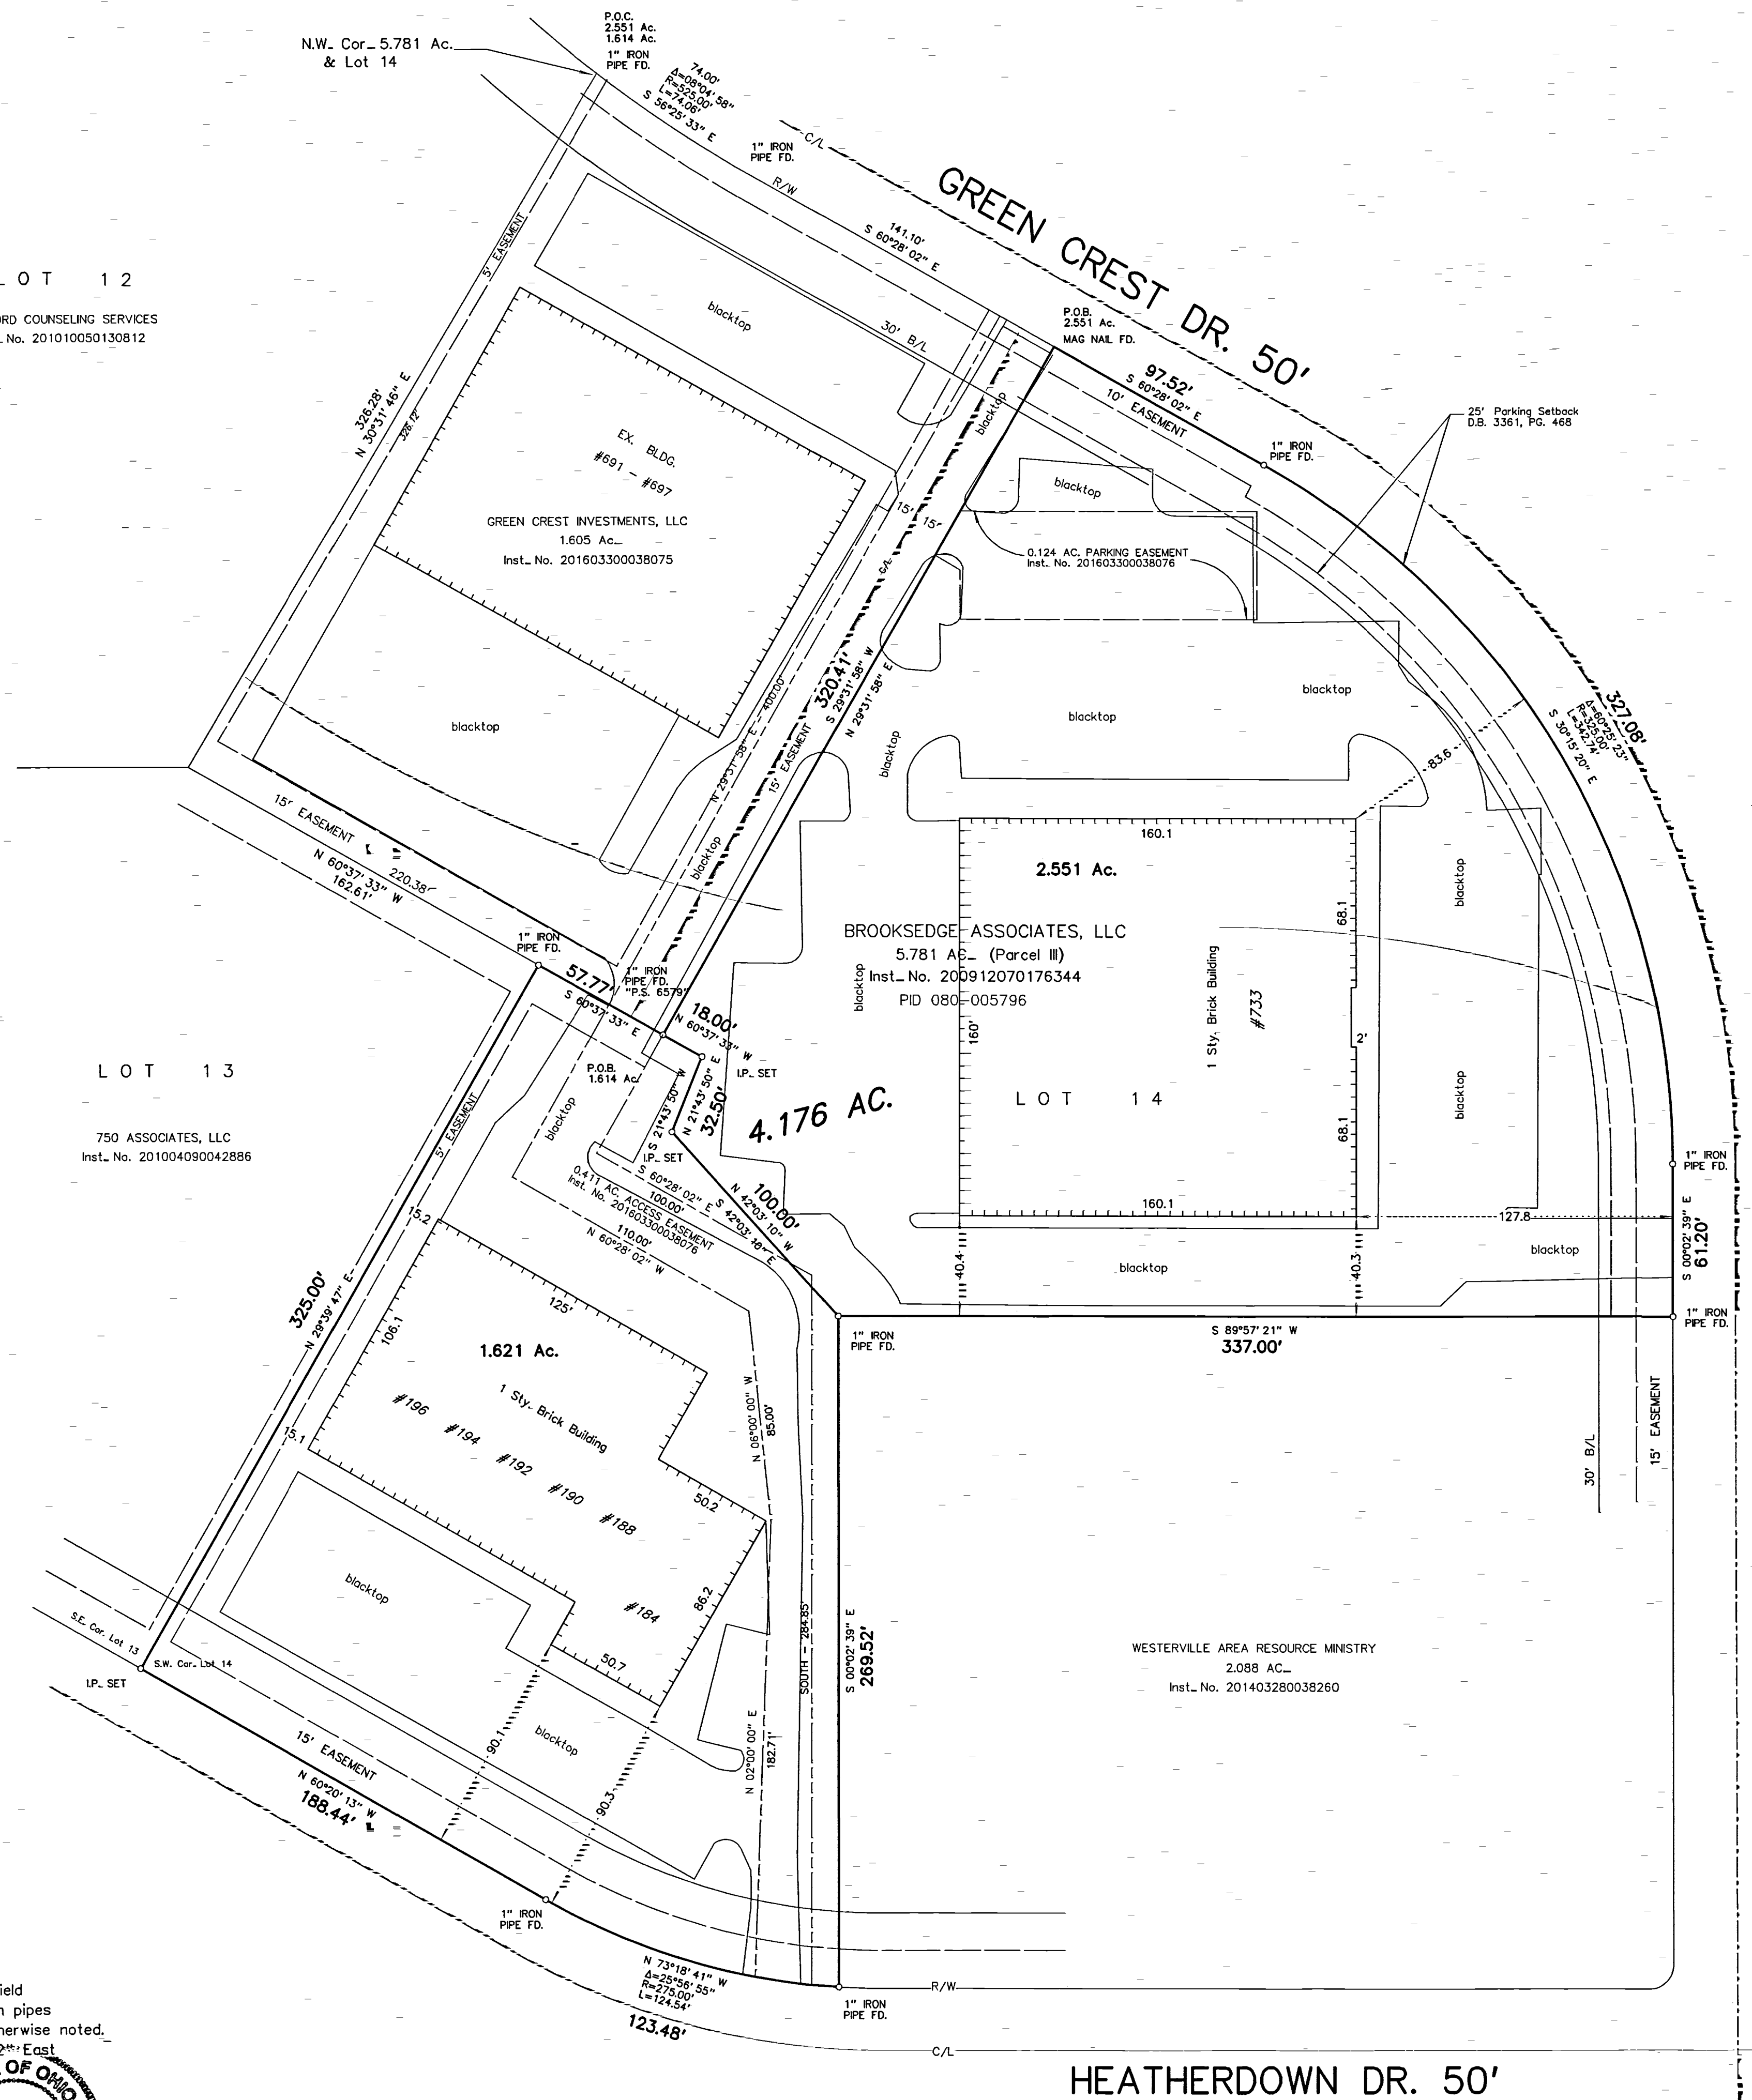 P.O.C.
2.551 Ac.
1.614 Ac.
1" IRON
PIPE FD.
N.W. Cor. 5.781 Ac.
& Lot 14
74.00'
Δ=08°04'58"
R=525.00'
L=74.06'
S 56°25'33" E
1" IRON
PIPE FD.
C/L
R/W
141.10'
S 60°28'02" E
GREEN CREST DR. 50'
5' EASEMENT
LOT 12
ORD COUNSELING SERVICES
No. 201010050130812
blacktop
30' B/L
P.O.B.
2.551 Ac.
MAG NAIL FD.
97.52'
S 60°28'02" E
10' EASEMENT
1" IRON
PIPE FD.
25' Parking Setback
D.B. 3361, PG. 468
blacktop
326.28'
N 30°31'46" E
326.12'
EX. BLDG.
#691 - #697
GREEN CREST INVESTMENTS, LLC
1.605 Ac.
Inst. No. 201603300038075
15' 15'
C/L
blacktop
0.124 AC. PARKING EASEMENT
Inst. No. 201603300038076
320.41'
S 29°31'58" W
N 29°31'58" E
N 29°31'58" E - 400.00'
15' EASEMENT
blacktop
blacktop
blacktop
blacktop
blacktop
327.08'
Δ=60°25'23"
R=325.00'
L=342.74'
S 30°15'20" E
83.6
15' EASEMENT
220.38'
N 60°37'33" W
162.61'
blacktop
160.1
2.551 Ac.
68.1
blacktop
BROOKSEDGE ASSOCIATES, LLC
5.781 AC. (Parcel III)
Inst. No. 200912070176344
PID 080-005796
blacktop
160'
1 Sty. Brick Building
#733
2'
1" IRON
PIPE FD.
57.77'
S 60°37'33" E
1" IRON
PIPE FD.
"P.S. 6579"
18.00'
N 60°37'33" W
I.P. SET
P.O.B.
1.614 Ac.
S 21°43'50" W
N 21°43'50" E
32.50'
I.P. SET
4.176 AC.
LOT 14
68.1
blacktop
LOT 13
750 ASSOCIATES, LLC
Inst. No. 201004090042886
5' EASEMENT
blacktop
S 60°28'02" E
100.00'
0.411 AC. ACCESS EASEMENT
Inst. No. 201603300038076
110.00'
N 60°28'02" W
100.00'
N 42°03'10" W
S 42°03'10" E
160.1
127.8
1" IRON
PIPE FD.
S 00°02'39" E
61.20'
40.4
40.3
blacktop
blacktop
1" IRON
PIPE FD.
S 89°57'21" W
337.00'
1" IRON
PIPE FD.
15.2
325.00'
N 29°39'47" E
106.1
125'
1.621 Ac.
1 Sty. Brick Building
#196
#194
#192
#190
#188
#184
15.1
50.2
86.2
50.7
N 06°00'00" W
85.00'
30' B/L
15' EASEMENT
blacktop
SOUTH - 284.85'
S 00°02'39" E
269.52'
WESTERVILLE AREA RESOURCE MINISTRY
2.088 AC.
Inst. No. 201403280038260
S.E. Cor. Lot 13
S.W. Cor. Lot 14
I.P. SET
90.1
90.3
blacktop
N 02°00'00" E
182.71'
15' EASEMENT
N 60°20'13" W
188.44'
1" IRON
PIPE FD.
N 73°18'41" W
Δ=25°56'55"
R=275.00'
L=124.54'
123.48'
1" IRON
PIPE FD.
R/W
C/L
HEATHERDOWN DR. 50'
ield
pipes
herwise noted.
East
OF OHIO